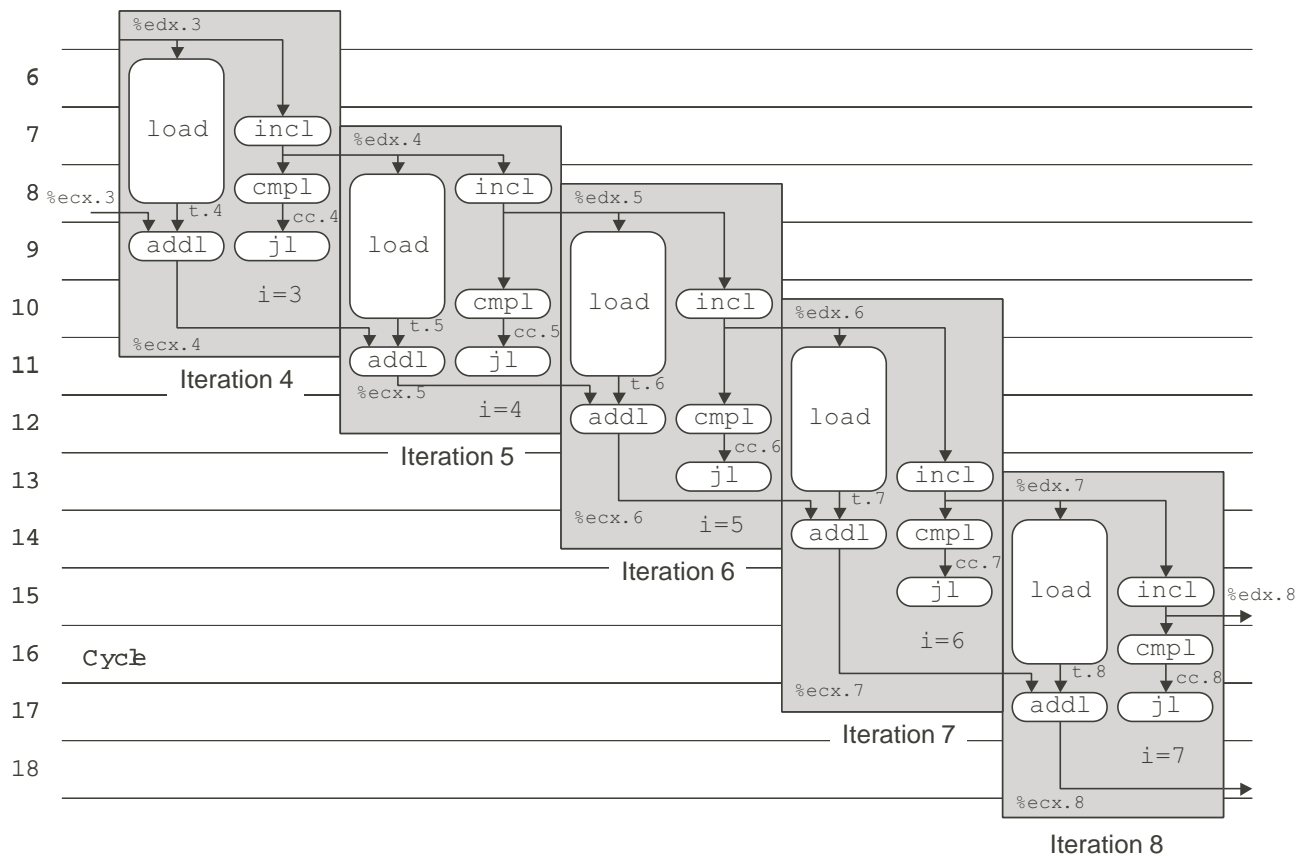 %edx.3
6
load
7
incl
%edx.4
8
cmpl
incl
%ecx.3
t.4
cc.4
%edx.5
9
addl
jl
load
i=3
10
cmpl
load
incl
%edx.6
t.5
cc.5
%ecx.4
11
addl
jl
Iteration 4
t.6
%ecx.5
i=4
12
addl
cmpl
load
Iteration 5
cc.6
13
jl
incl
%edx.7
t.7
%ecx.6
i=5
14
addl
cmpl
Iteration 6
cc.7
15
jl
load
incl
%edx.8
i=6
16
Cycle
cmpl
t.8
cc.8
%ecx.7
17
addl
jl
Iteration 7
i=7
18
%ecx.8
Iteration 8